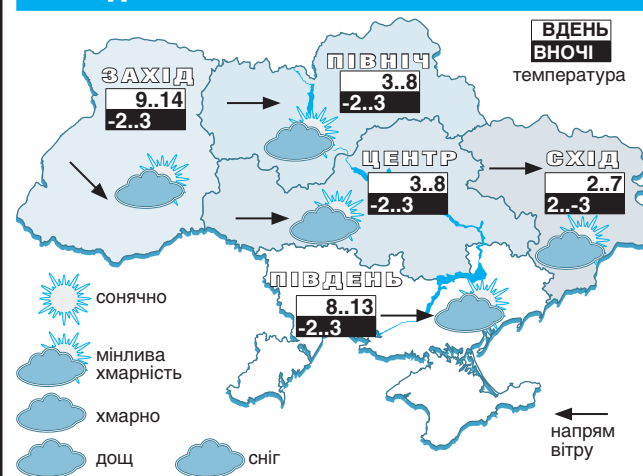 ВДЕНЬ
ВНОЧІ
температура
ПІВНІЧ
3..8
-2..3
ЗАХІД
9..14
-2..3
ЦЕНТР
3..8
-2..3
СХІД
2..7
2..-3
ПІВДЕНЬ
8..13
-2..3
сонячно
мінлива
хмарність
хмарно
дощ
сніг
напрям
вітру